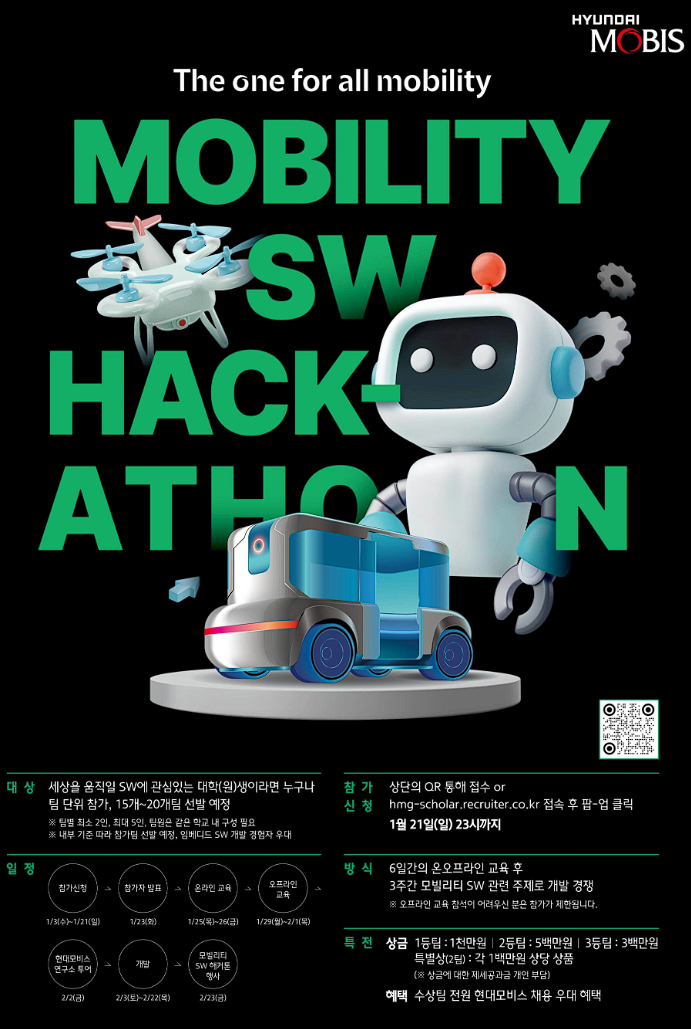 HYUNDAI
MOBIS
The one for all mobility
MOBILITY
SW
HACK-
ATHON
대 상 세상을 움직일 SW에 관심있는 대학(원)생이라면 누구나
팀 단위 참가, 15개~20개팀 선발 예정
※ 팀별 최소 2인, 최대 5인, 팀원은 같은 학교 내 구성 필요
※ 내부 기준 따라 참가팀 선발 예정, 임베디드 SW 개발 경험자 우대
일 정
참가신청
참가자 발표
온라인 교육
오프라인
교육
1/3(수)~1/21(일)
1/23(화)
1/25(목)~26(금)
1/29(월)~2/1(목)
현대모비스
연구소 투어
개발
모빌리티
SW 해커톤
행사
2/2(금)
2/3(토)~2/22(목)
2/23(금)
참 가
신 청
상단의 QR 통해 접수 or
hmg-scholar.recruiter.co.kr 접속 후 팝-업 클릭
1월 21일(일) 23시까지
방 식 6일간의 온오프라인 교육 후
3주간 모빌리티 SW 관련 주제로 개발 경쟁
※ 오프라인 교육 참석이 어려우신 분은 참가가 제한됩니다.
특 전 상금 1등팀 : 1천만원 | 2등팀 : 5백만원 | 3등팀 : 3백만원
특별상(2팀) : 각 1백만원 상당 상품
(※ 상금에 대한 제세공과금 개인 부담)
혜택 수상팀 전원 현대모비스 채용 우대 혜택